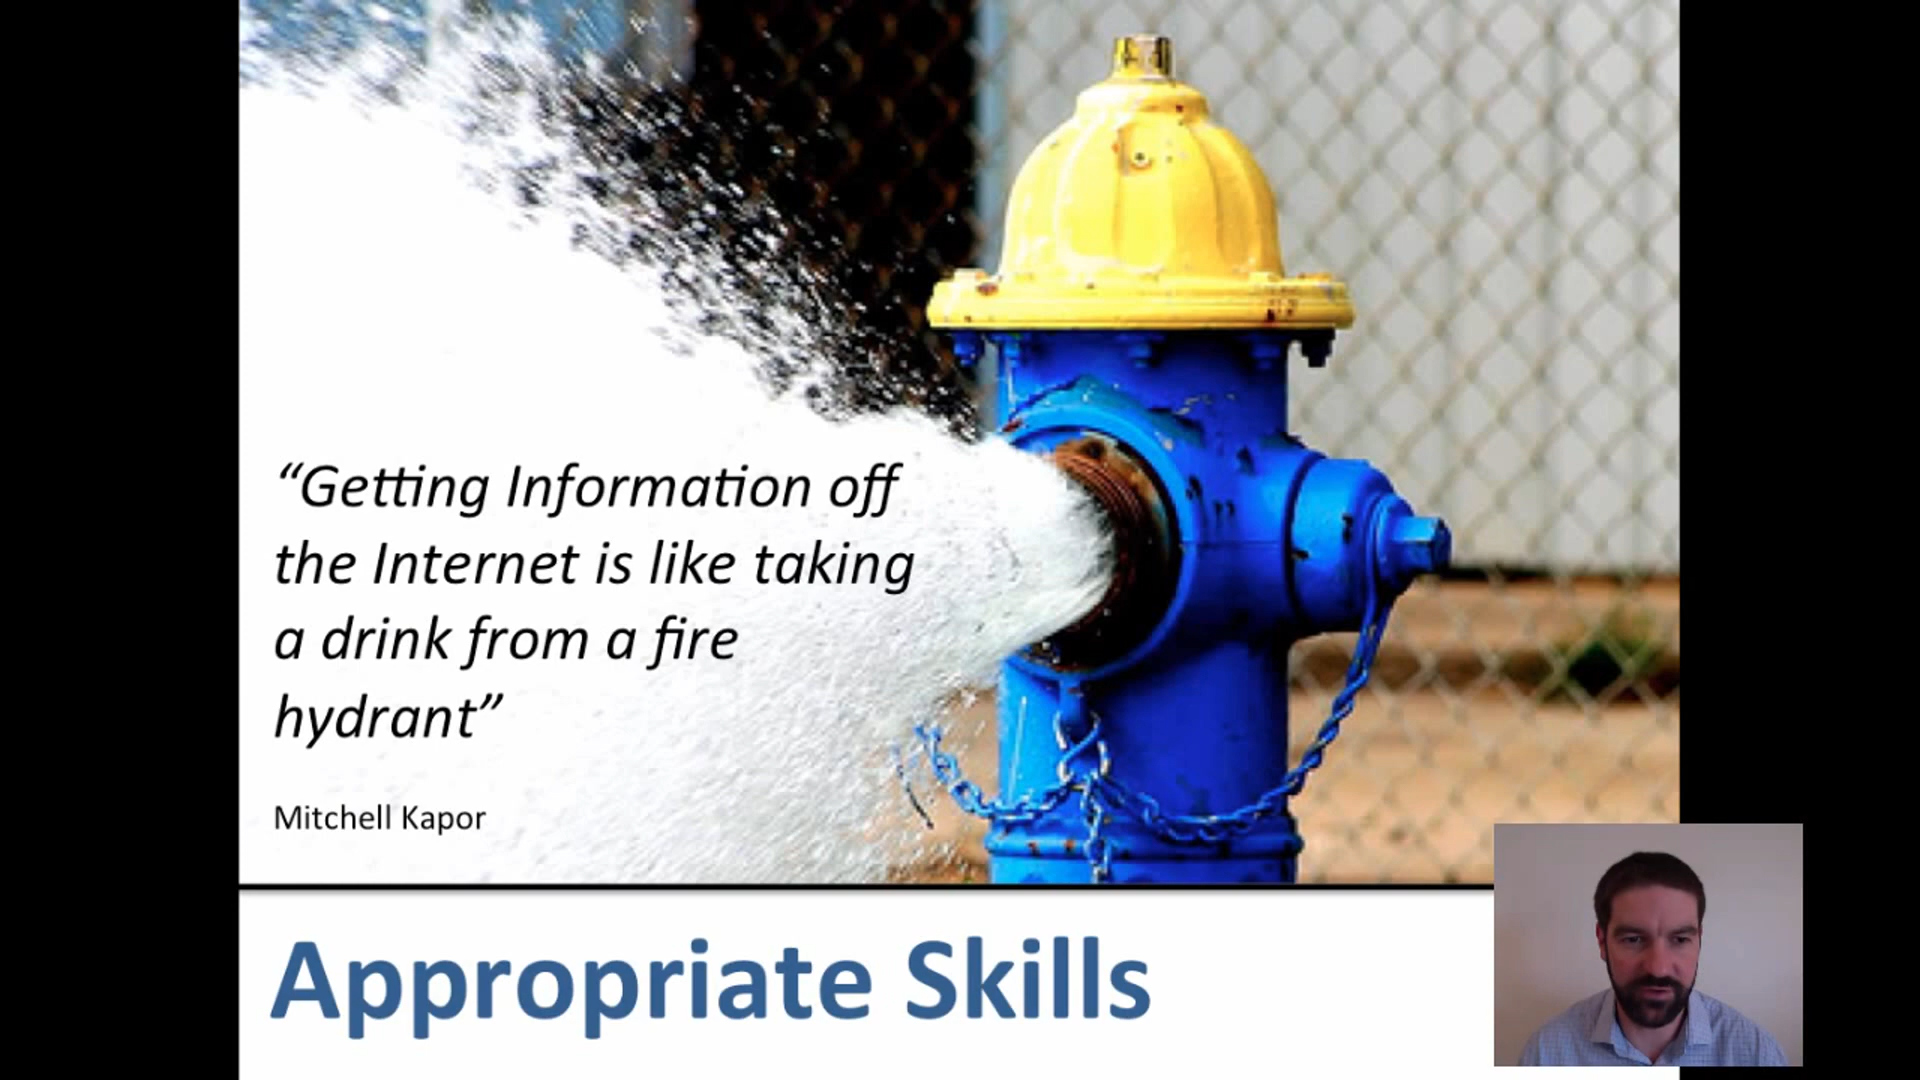 “Getting Information off
the Internet is like taking
a drink from a fire
hydrant”
Mitchell Kapor
Appropriate Skills